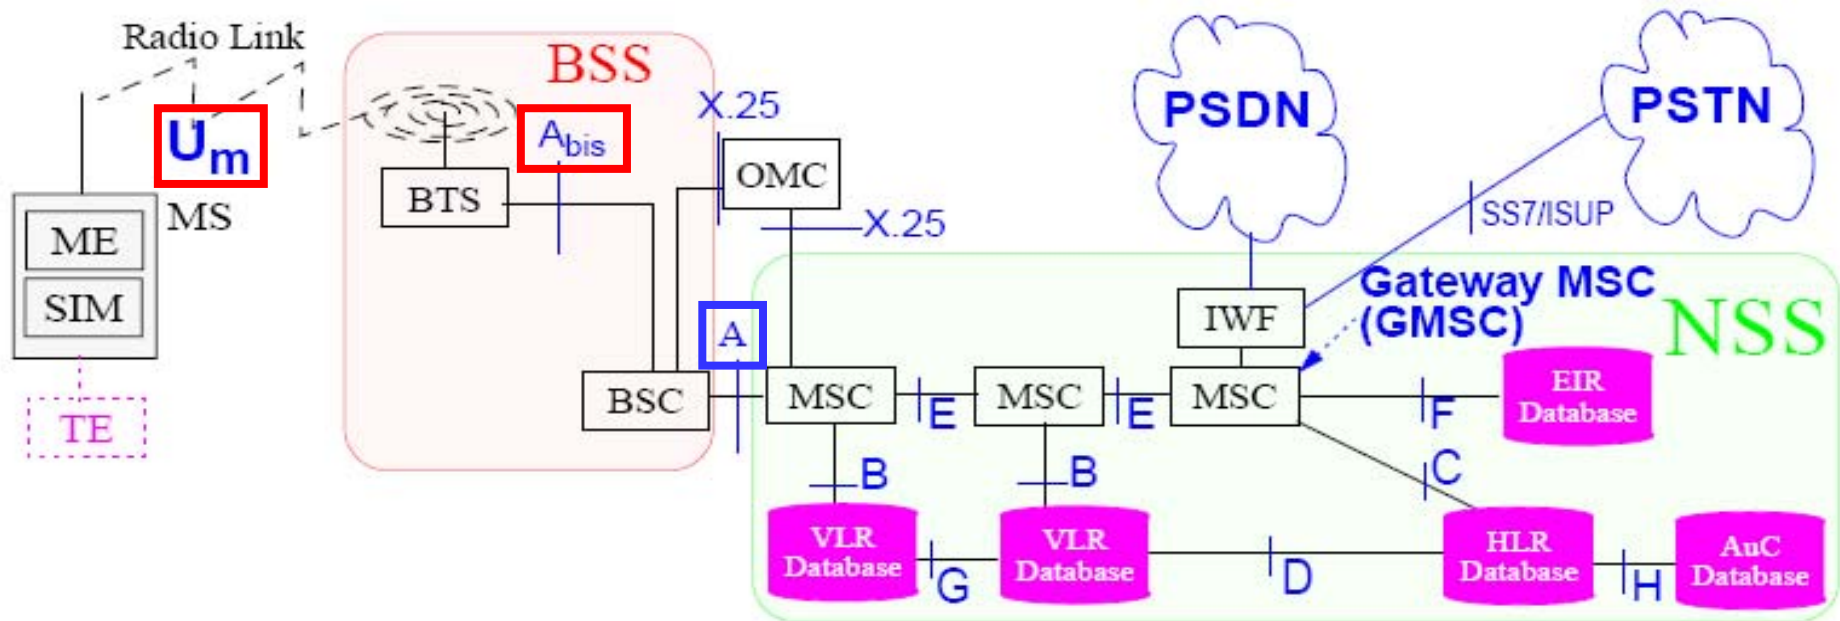 Radio Link
BSS
X.25
PSDN
PSTN
Um
Abis
OMC
BTS
MS
X.25
SS7/ISUP
ME
SIM
Gateway MSC
(GMSC)
IWF
NSS
A
TE
BSC
MSC
E
MSC
E
MSC
F
EIR
Database
B
B
C
VLR
Database
G
VLR
Database
D
HLR
Database
H
AuC
Database